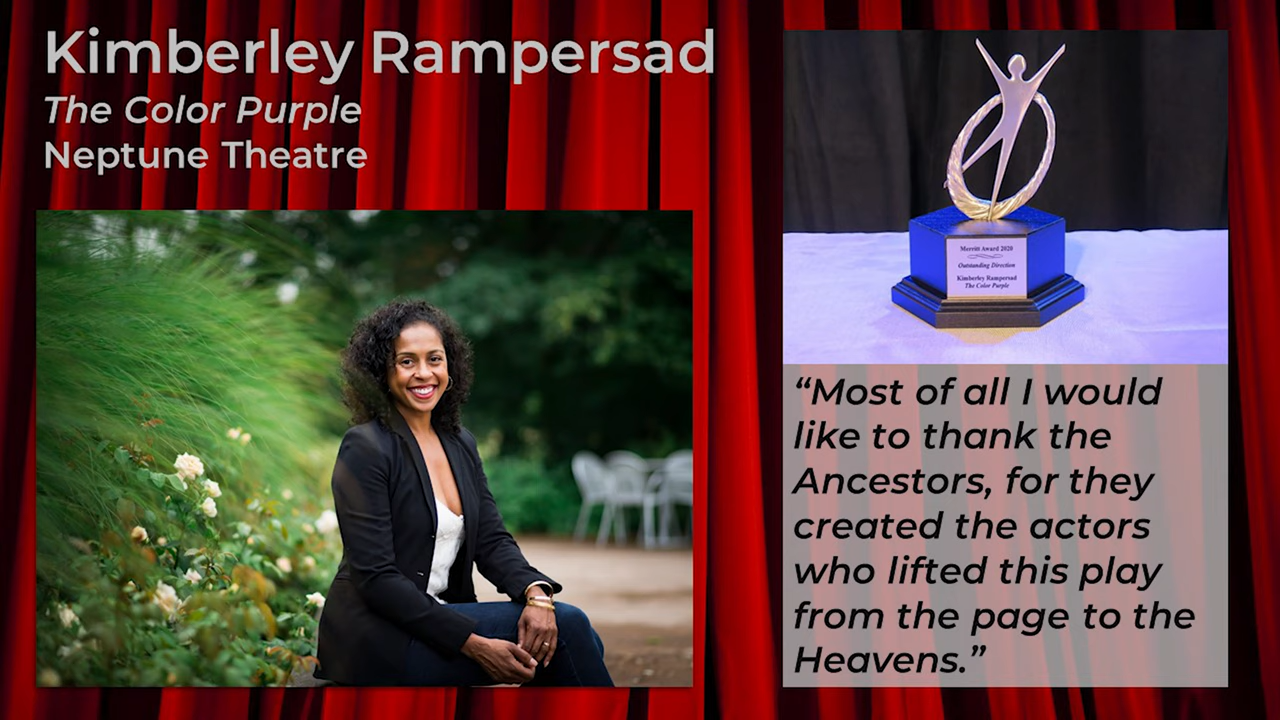 Kimberley Rampersad
The Color Purple
Neptune Theatre
Merritt Award 2020
Outstanding Direction
Kimberley Rampersad
The Color Purple
“Most of all I would
like to thank the
Ancestors, for they
created the actors
who lifted this play
from the page to the
Heavens.”